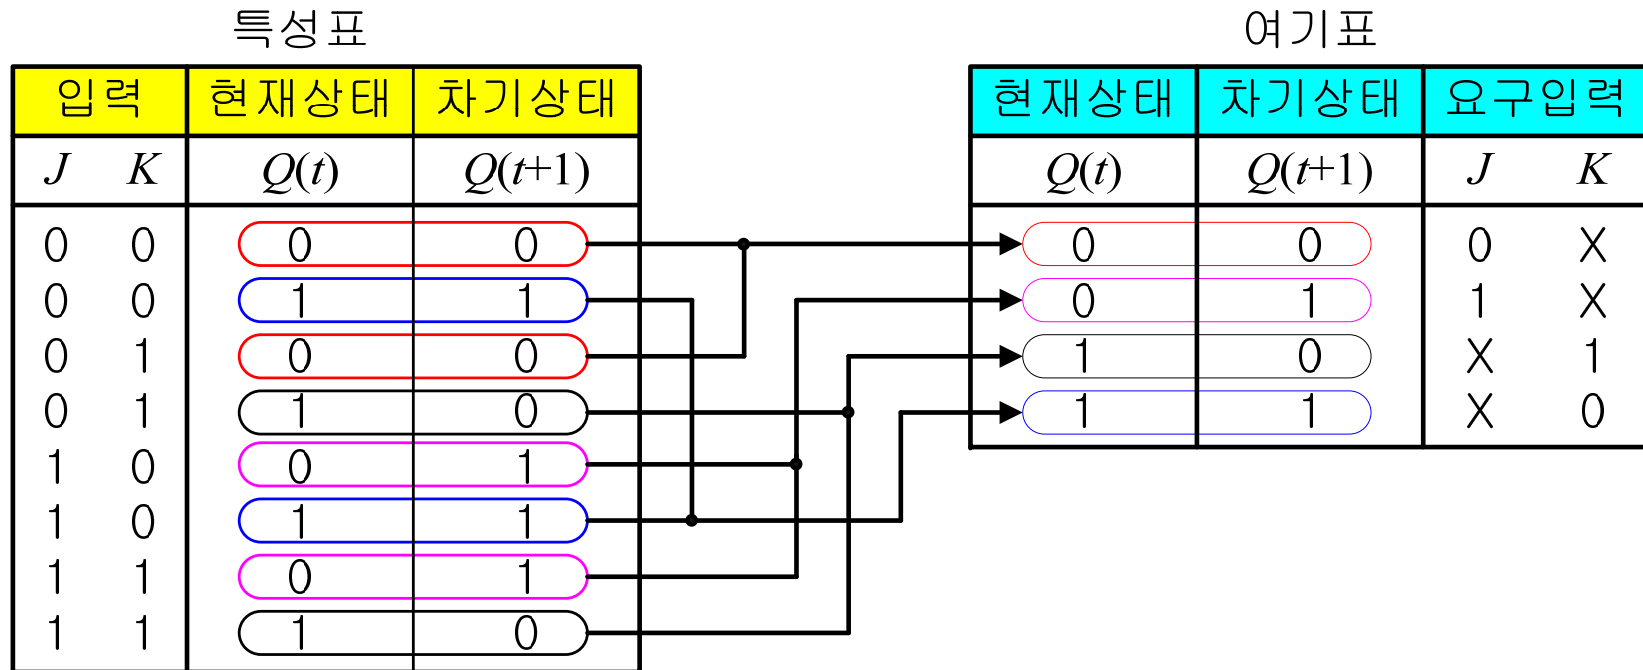 특성표 여기표
입력 현재상태 차기상태 현재상태 차기상태 요구입력
J K Q(t) Q(t+1) Q(t) Q(t+1) J K
0 0 0 0 0 0 0 X
0 0 1 1 0 1 1 X
0 1 0 0 1 0 X 1
0 1 1 0 1 1 X 0
1 0 0 1
1 0 1 1
1 1 0 1
1 1 1 0